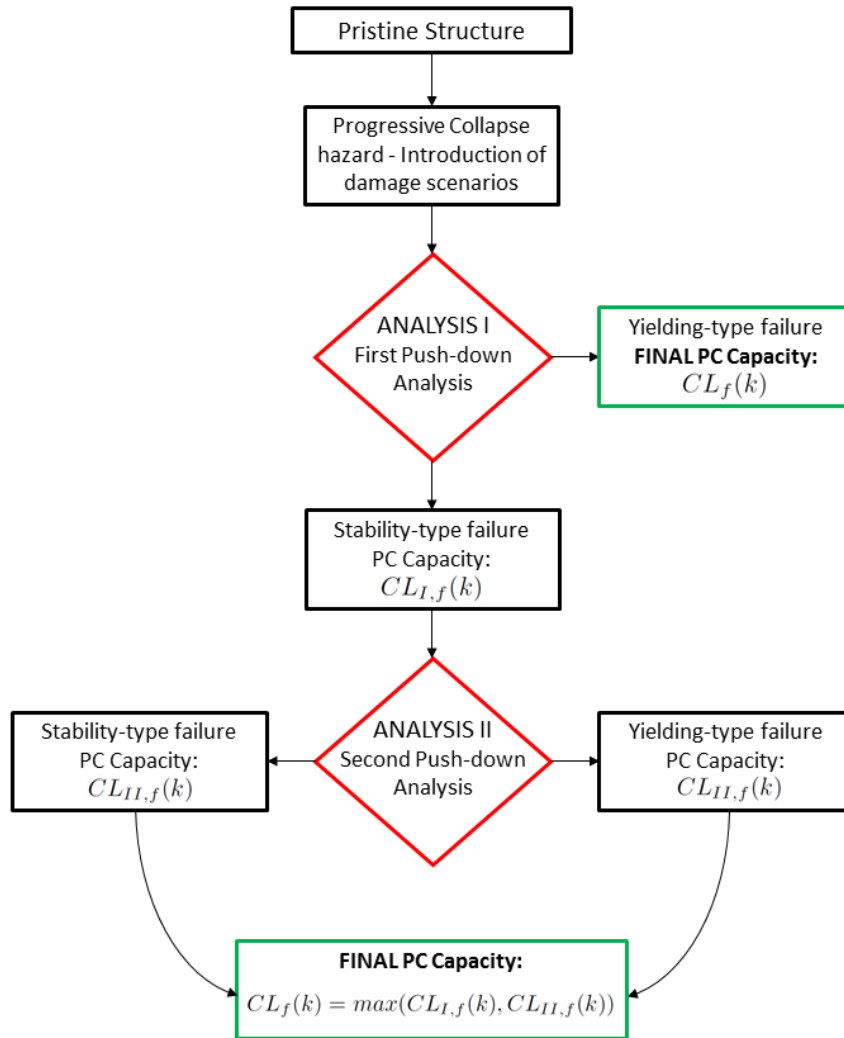 Pristine Structure
Progressive Collapse
hazard - Introduction of
damage scenarios
ANALYSIS I
First Push-down
Analysis
Yielding-type failure
FINAL PC Capacity:
CL_f(k)
Stability-type failure
PC Capacity:
CL_{I,f}(k)
ANALYSIS II
Second Push-down
Analysis
Stability-type failure
PC Capacity:
CL_{II,f}(k)
Yielding-type failure
PC Capacity:
CL_{II,f}(k)
FINAL PC Capacity:
CL_f(k) = max(CL_{I,f}(k), CL_{II,f}(k))